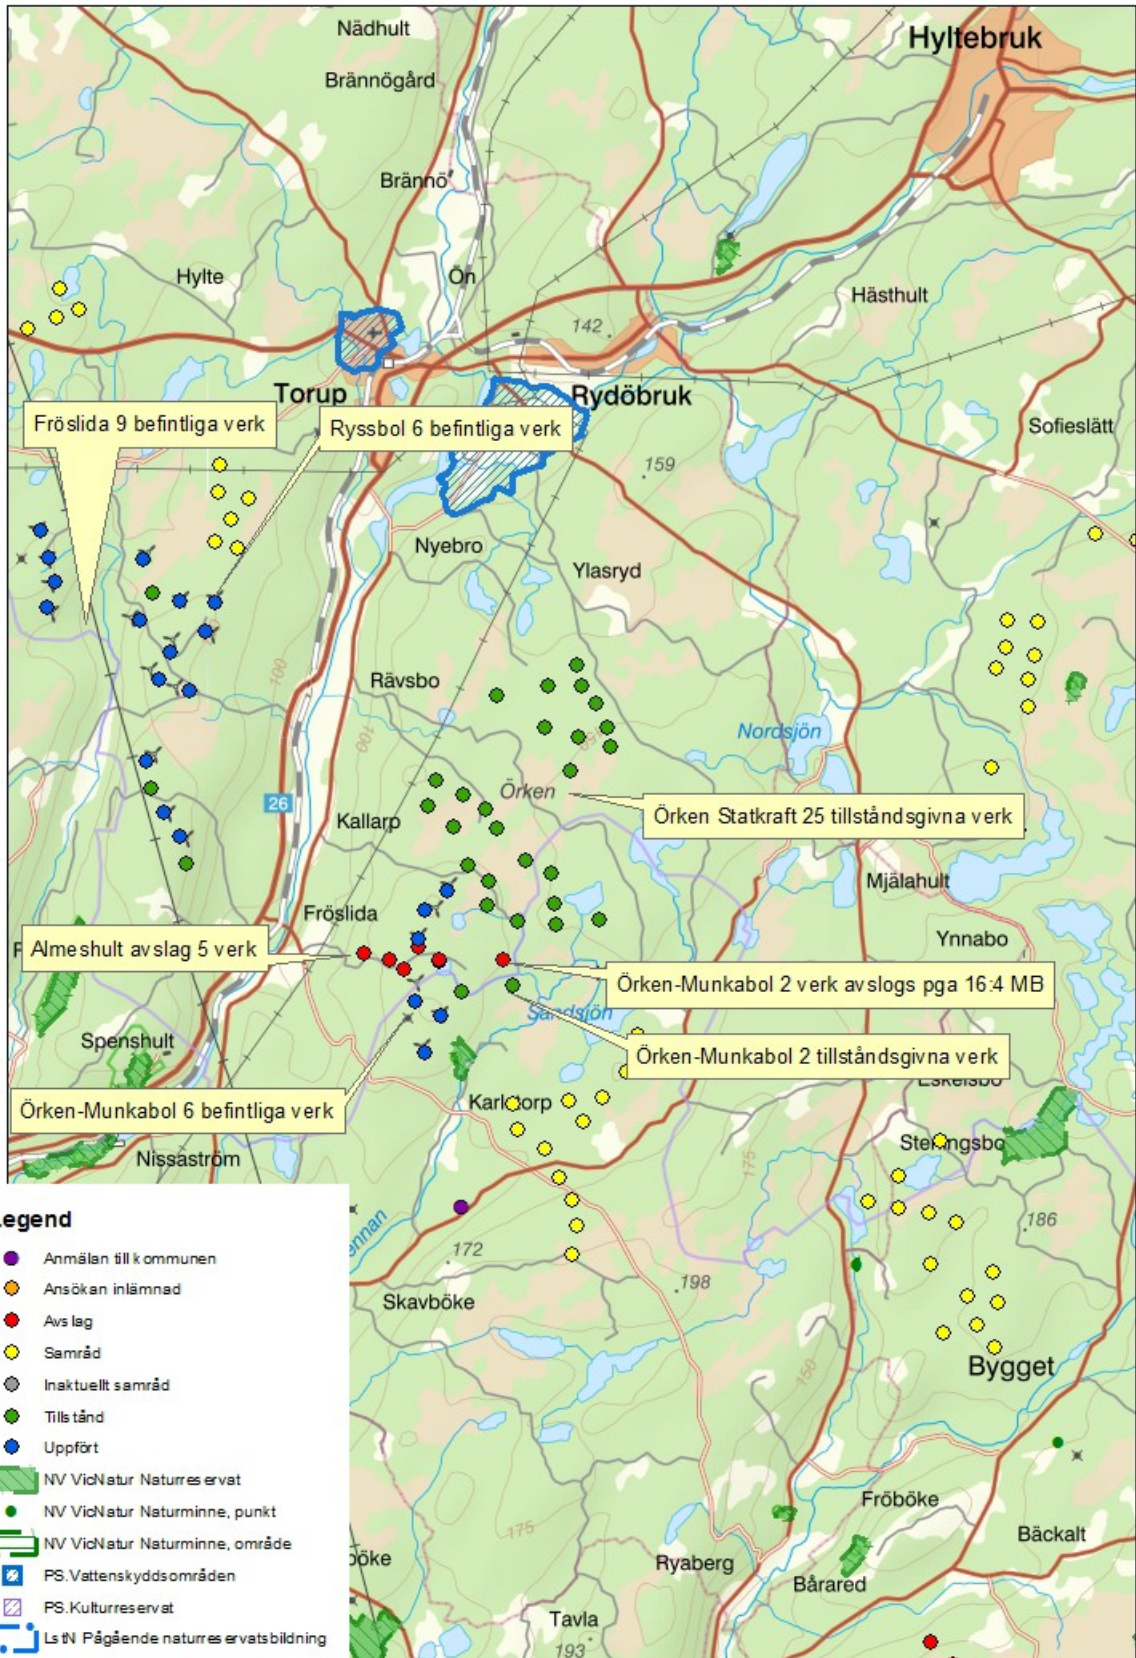 Nädhult
Hyltebruk
Brännögård
Brännö
Hylte
Ön
Hästhult
142
Torup
Rydöbruk
Fröslida 9 befintliga verk
Ryssbol 6 befintliga verk
Sofieslätt
159
Nyebro
Ylasryd
100
Rävsbo
Nordsjön
100
150
Örken
26
Kallarp
Örken Statkraft 25 tillståndsgivna verk
Mjälahult
Fröslida
Almeshult avslag 5 verk
Ynnabo
Örken-Munkabol 2 verk avslogs pga 16:4 MB
Sandsjön
Spenshult
Örken-Munkabol 2 tillståndsgivna verk
Eskelsbo
Örken-Munkabol 6 befintliga verk
Nissaström
175
186
Legend
Anmälan till kommunen
Ansökan inlämnad
Avslag
Samråd
Inaktuellt samråd
Tillstånd
Uppfört
NV VicNatur Naturreservat
NV VicNatur Naturminne, punkt
NV VicNatur Naturminne, område
PS.Vattenskyddsområden
PS.Kulturreservat
LstN Pågående naturreservatsbildning
ennan
172
198
Skavböke
150
Bygget
Fröböke
175
Bäckalt
böke
Ryaberg
Bårared
Tavla
193